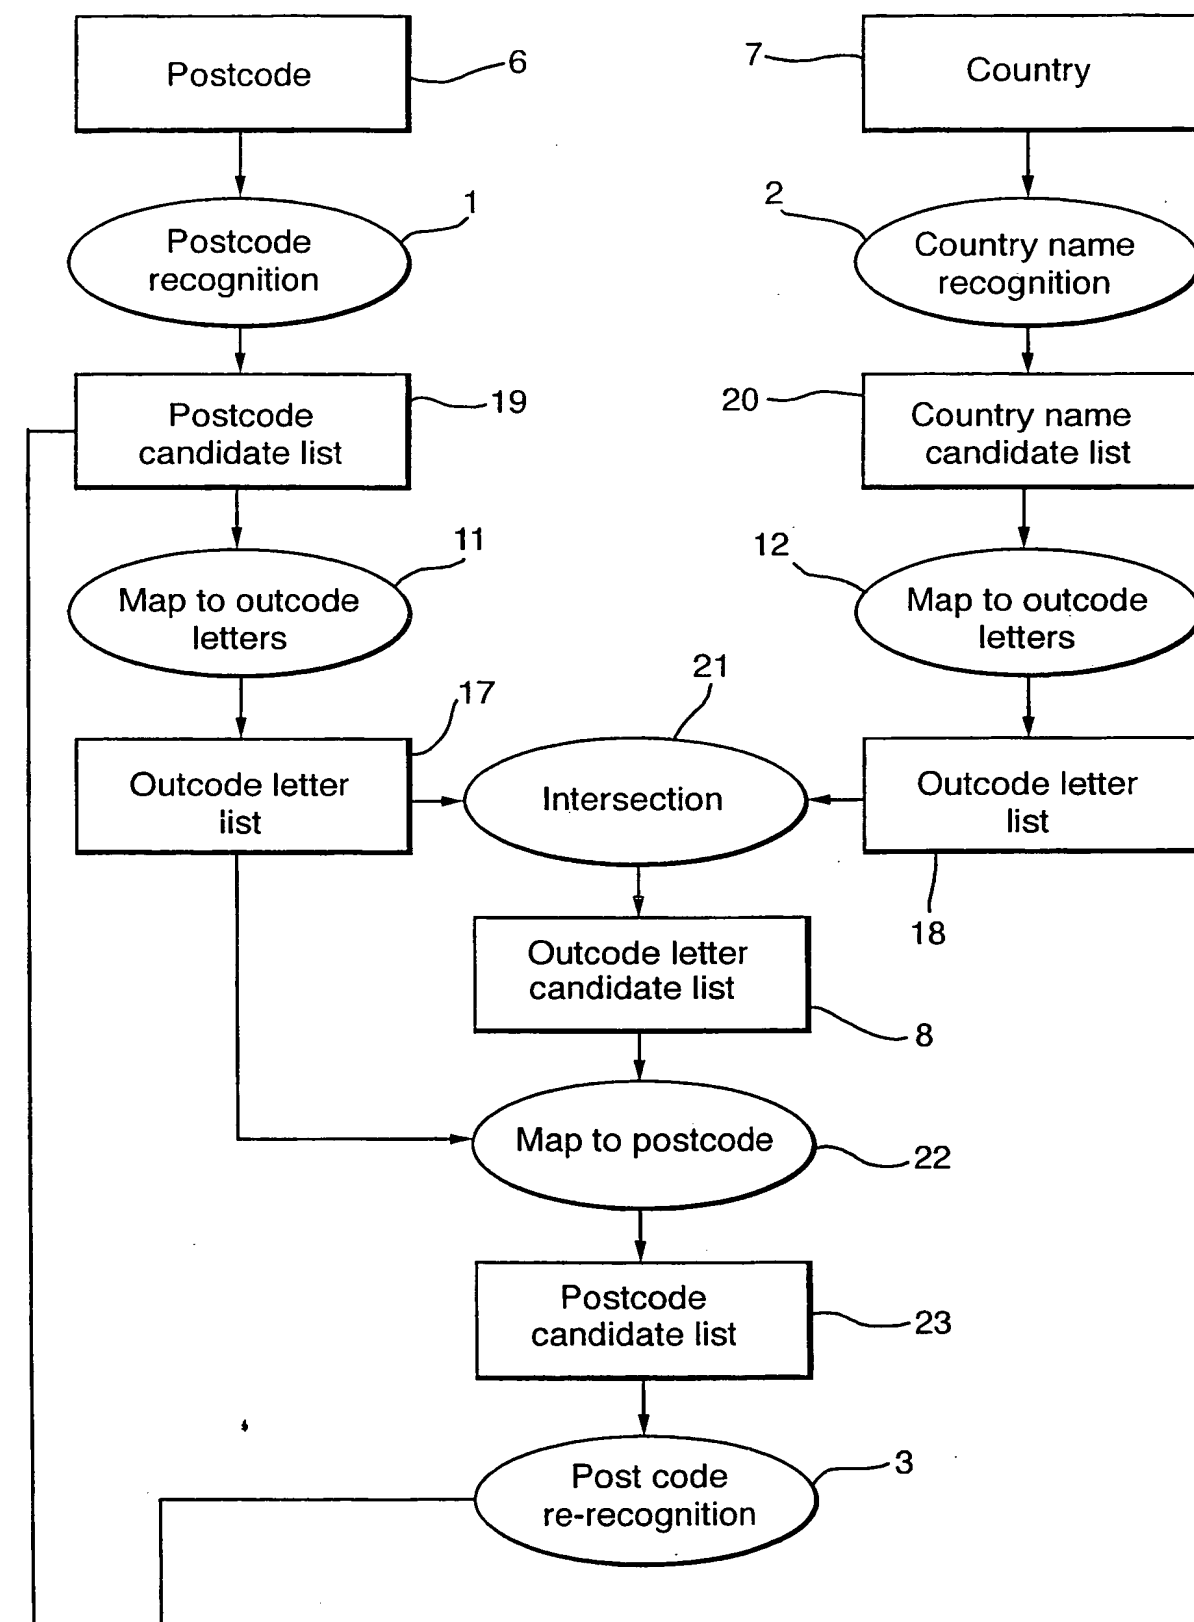 Postcode
6
7
Country
1
Postcode
recognition
2
Country name
recognition
Postcode
candidate list
19
20
Country name
candidate list
11
Map to outcode
letters
12
Map to outcode
letters
17
21
Outcode letter
list
Intersection
Outcode letter
list
18
Outcode letter
candidate list
8
Map to postcode
22
Postcode
candidate list
23
Post code
re-recognition
3